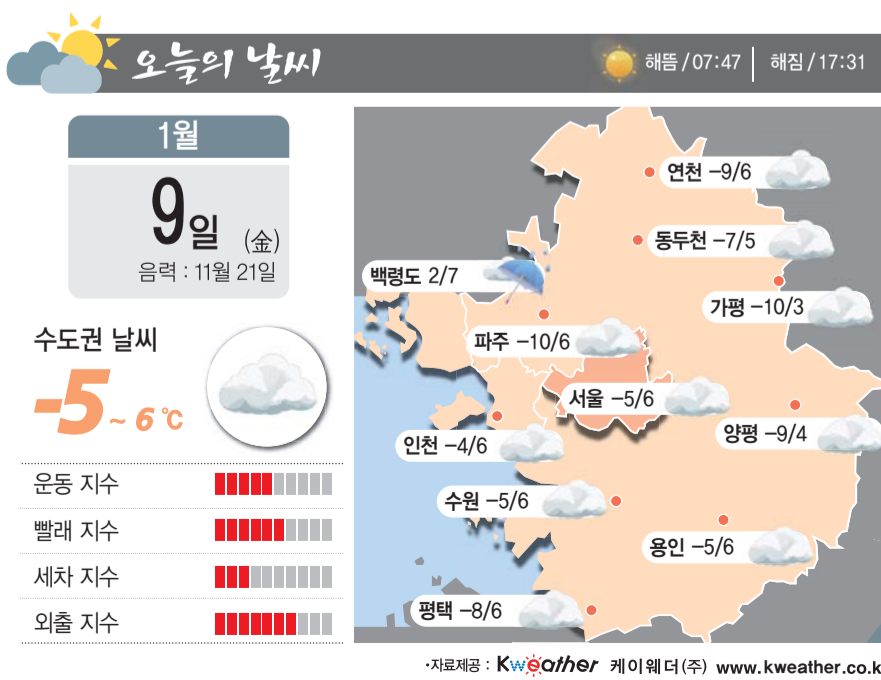 오늘의 날씨
해뜸 / 07:47 해짐 / 17:31
1월
9일 (金)
음력 : 11월 21일
수도권 날씨
-5 ~ 6 ℃
운동 지수
빨래 지수
세차 지수
외출 지수
연천 -9/6
동두천 -7/5
백령도 2/7
가평 -10/3
파주 -10/6
서울 -5/6
양평 -9/4
인천 -4/6
수원 -5/6
용인 -5/6
평택 -8/6
·자료제공 : Kweather 케이웨더(주) www.kweather.co.k